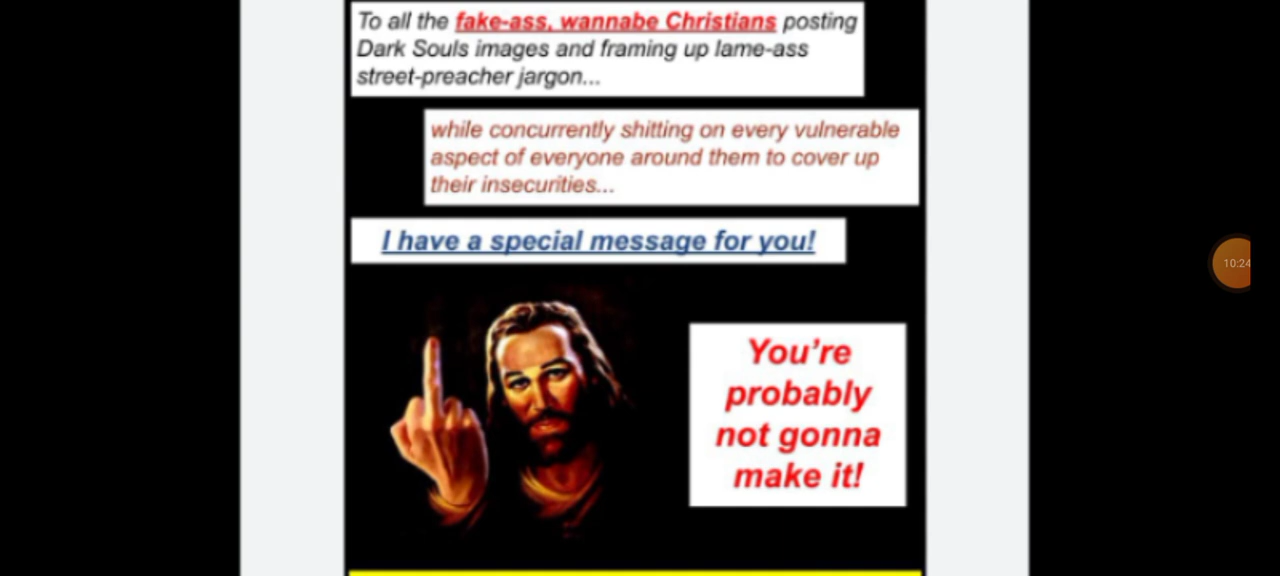 To all the fake-ass, wannabe Christians posting
Dark Souls images and framing up lame-ass
street-preacher jargon...
while concurrently shitting on every vulnerable
aspect of everyone around them to cover up
their insecurities...
I have a special message for you!
You're
probably
not gonna
make it!
10:24